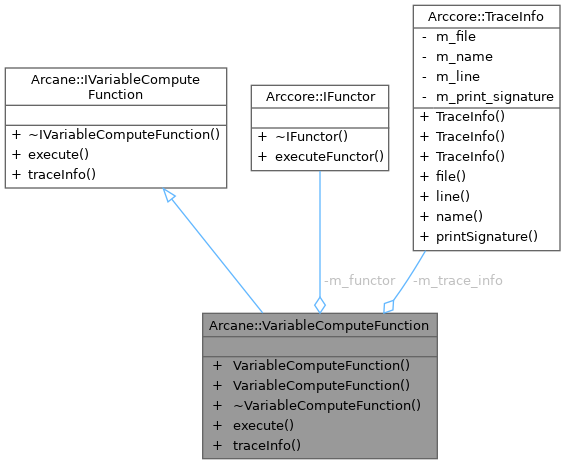 Arcane::IVariableCompute
Function
+ ~IVariableComputeFunction()
+ execute()
+ traceInfo()
Arccore::IFunctor
+ ~IFunctor()
+ executeFunctor()
Arccore::TraceInfo
- m_file
- m_name
- m_line
- m_print_signature
+ TraceInfo()
+ TraceInfo()
+ TraceInfo()
+ file()
+ line()
+ name()
+ printSignature()
-m_functor
-m_trace_info
Arcane::VariableComputeFunction
+ VariableComputeFunction()
+ VariableComputeFunction()
+ ~VariableComputeFunction()
+ execute()
+ traceInfo()